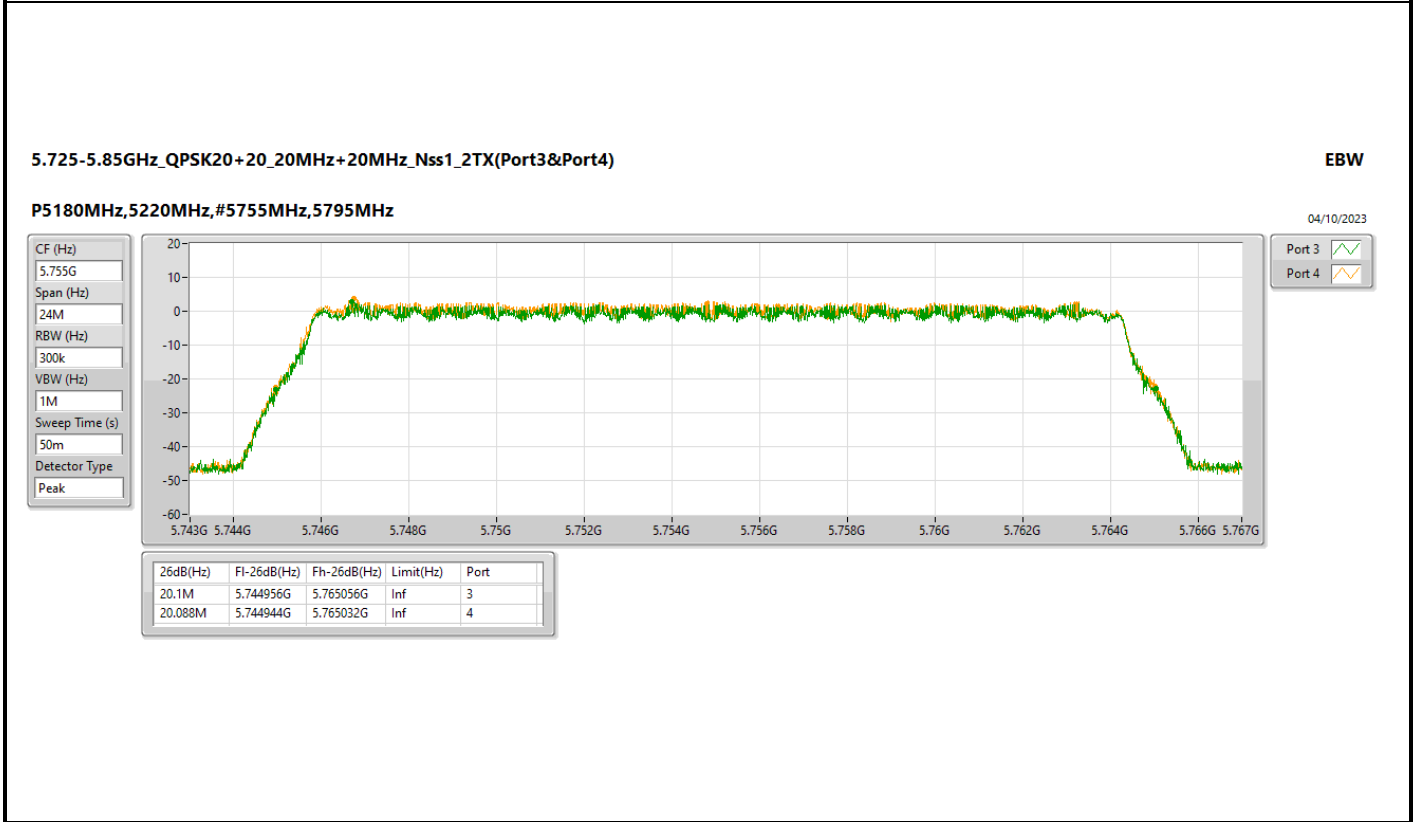 5.725-5.85GHz_QPSK20+20_20MHz+20MHz_Nss1_2TX(Port3&Port4) EBW
P5180MHz,5220MHz,#5755MHz,5795MHz
04/10/2023
CF (Hz)
5.755G
Span (Hz)
24M
RBW (Hz)
300k
VBW (Hz)
1M
Sweep Time (s)
50m
Detector Type
Peak
20
10
0
-10
-20
-30
-40
-50
-60
5.743G 5.744G 5.746G 5.748G 5.75G 5.752G 5.754G 5.756G 5.758G 5.76G 5.762G 5.764G 5.766G 5.767G
Port 3
Port 4
26dB(Hz) Fl-26dB(Hz) Fh-26dB(Hz) Limit(Hz) Port
20.1M 5.744956G 5.765056G Inf 3
20.088M 5.744944G 5.765032G Inf 4